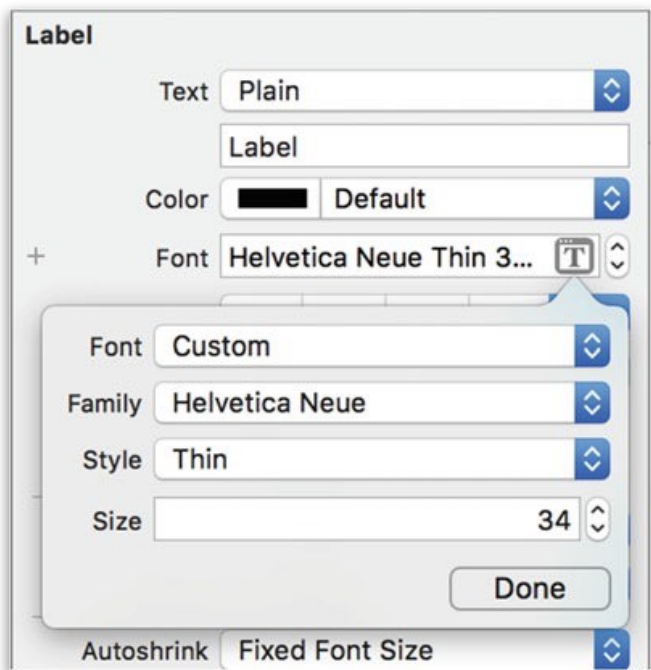 Label
Text Plain
Label
Color Default
Font Helvetica Neue Thin 3...
Font Custom
Family Helvetica Neue
Style Thin
Size 34
Done
Autoshrink Fixed Font Size